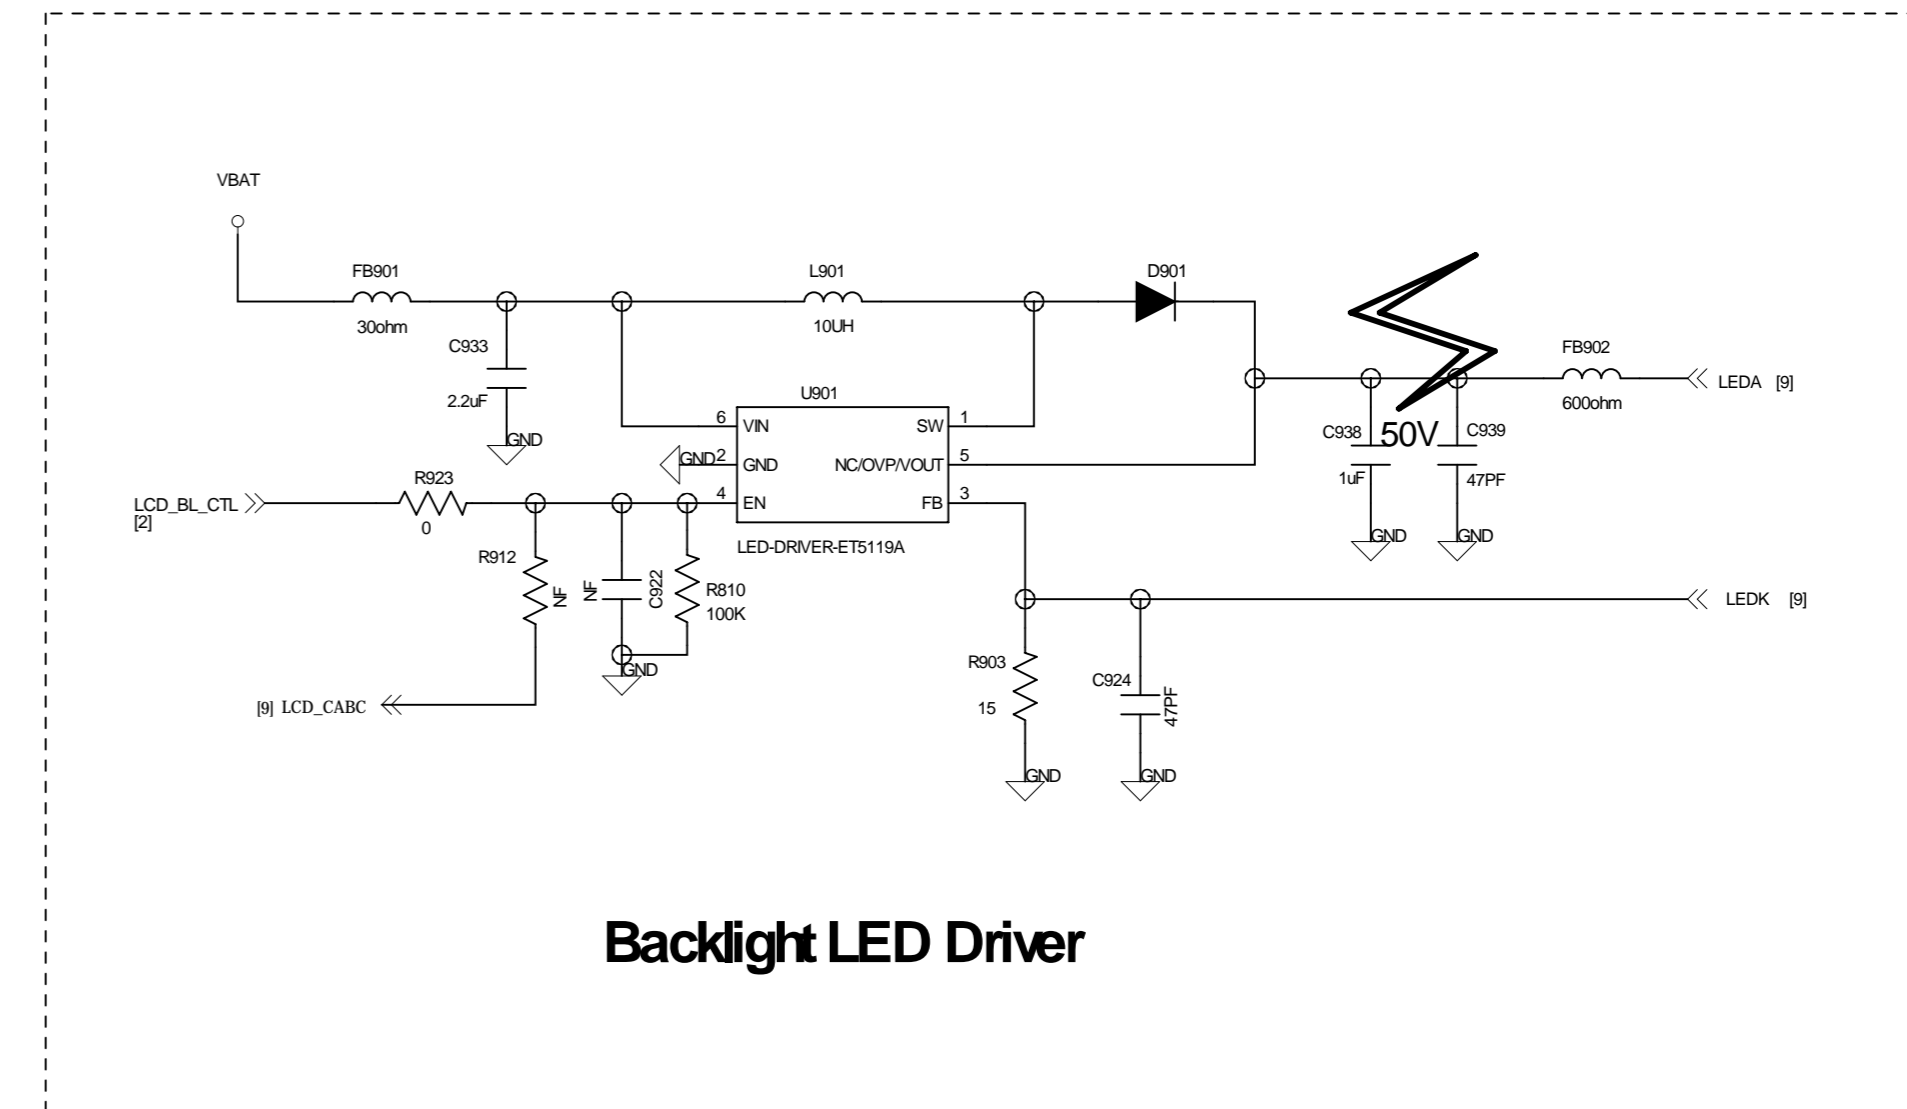 VBAT
FB901
30ohm
L901
10UH
D901
C933
2.2uF
GND
FB902
600ohm
LEDA [9]
U901
6 VIN
SW 1
GND 2 GND
NC/OVP/VOUT 5
4 EN
FB 3
LED-DRIVER-ET5119A
C938
1uF
GND
50V
C939
47PF
GND
LCD_BL_CTL
[2]
R923
0
R912
NF
NF
C922
R810
100K
GND
[9] LCD_CABC
LEDK [9]
R903
15
GND
C924
47PF
GND
Backlight LED Driver